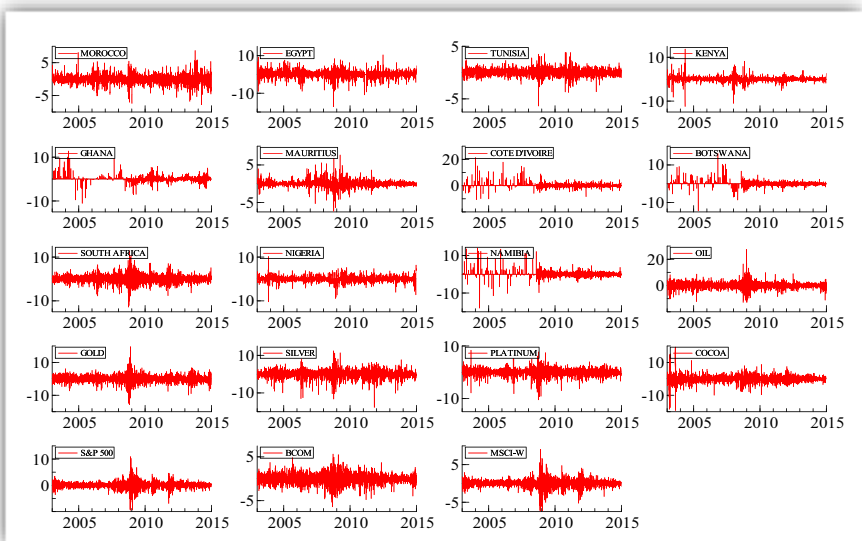 MOROCCO EGYPT TUNISIA KENYA
5 10 5 10
-5 -10 -5 -10
2005 2010 2015 2005 2010 2015 2005 2010 2015 2005 2010 2015
GHANA MAURITIUS COTE D'IVOIRE BOTSWANA
10 5 20 10
0
-10 -5 -10
2005 2010 2015 2005 2010 2015 2005 2010 2015 2005 2010 2015
SOUTH AFRICA NIGERIA NAMIBIA OIL
10 10 10 20
0
-10 -10 -10
2005 2010 2015 2005 2010 2015 2005 2010 2015 2005 2010 2015
GOLD SILVER PLATINUM COCOA
10 10 10 10
-10 -10 -10 -10
2005 2010 2015 2005 2010 2015 2005 2010 2015 2005 2010 2015
S&P 500 BCOM MSCI-W
10 5 5
0
-5 -5
2005 2010 2015 2005 2010 2015 2005 2010 2015